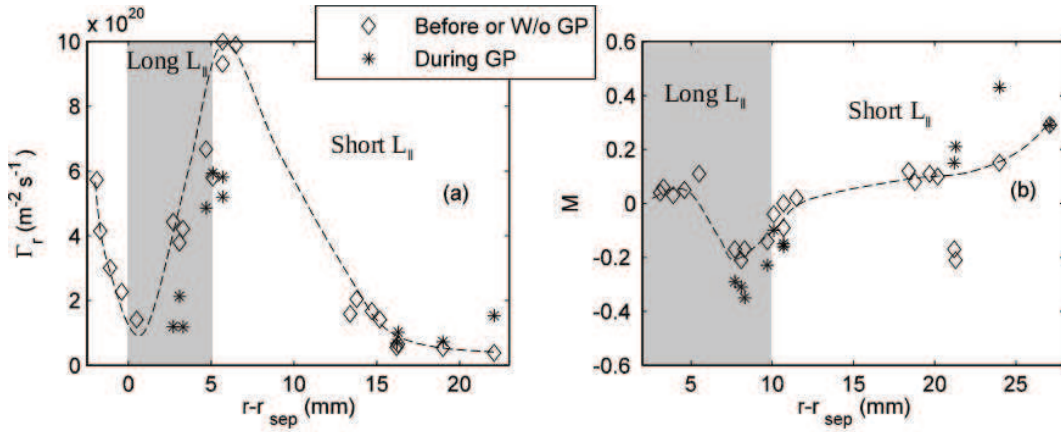 x 10^20
Before or W/o GP
During GP
Long L∥
Short L∥
(a)
Γr (m-2 s-1)
10
8
6
4
2
0
0 5 10 15 20
r-rsep (mm)
Long L∥
Short L∥
(b)
M
0.6
0.4
0.2
0
-0.2
-0.4
-0.6
5 10 15 20 25
r-rsep (mm)